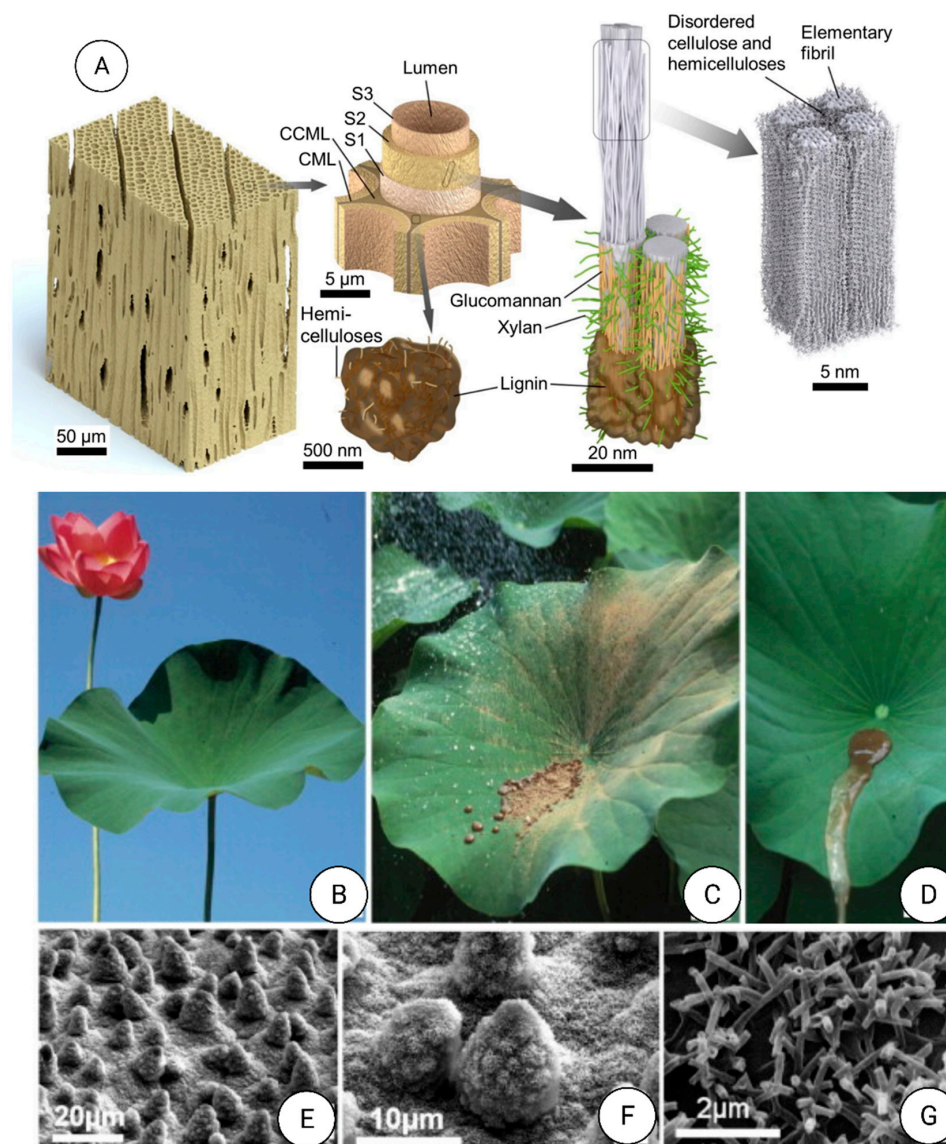 A
Lumen
S3
S2
S1
CCML
CML
5 µm
Hemi-
celluloses
50 µm
500 nm
Glucomannan
Xylan
Lignin
20 nm
Disordered
cellulose and
hemicelluloses
Elementary
fibril
5 nm
B
C
D
20µm
E
10µm
F
2µm
G